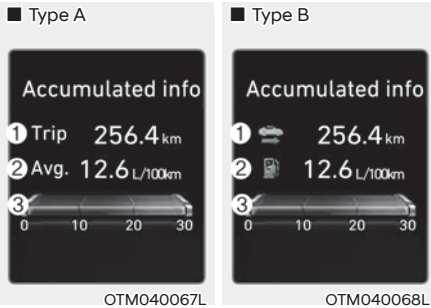 ■ Type A
Accumulated info
① Trip 256.4 km
② Avg. 12.6 L/100km
③
0 10 20 30
OTM040067L
■ Type B
Accumulated info
① 256.4 km
② 12.6 L/100km
③
0 10 20 30
OTM040068L